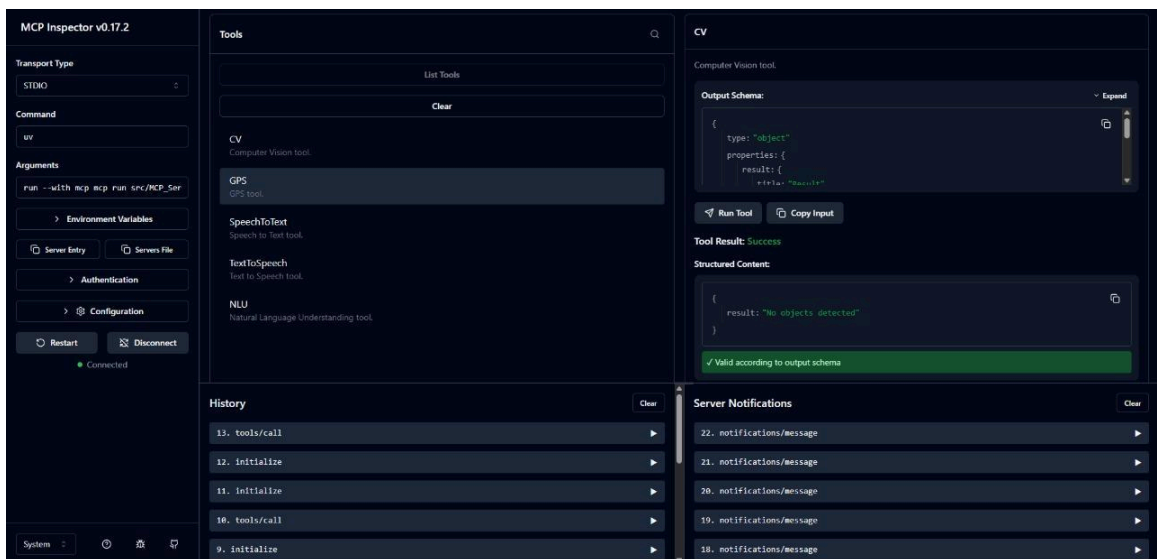 MCP Inspector v0.17.2
Transport Type
STDIO
Command
uv
Arguments
run --with mcp mcp run src/MCP_Ser
Environment Variables
Server Entry
Servers File
Authentication
Configuration
Restart
Disconnect
Connected
System
Tools
List Tools
Clear
CV
Computer Vision tool.
GPS
GPS tool.
SpeechToText
Speech to Text tool.
TextToSpeech
Text to Speech tool.
NLU
Natural Language Understanding tool.
CV
Computer Vision tool.
Output Schema:
Expand
{
type: "object"
properties: {
result: {
title: "Result"
Run Tool
Copy Input
Tool Result: Success
Structured Content:
{
result: "No objects detected"
}
✓ Valid according to output schema
History
Clear
13. tools/call
12. initialize
11. initialize
10. tools/call
9. initialize
Server Notifications
Clear
22. notifications/message
21. notifications/message
20. notifications/message
19. notifications/message
18. notifications/message